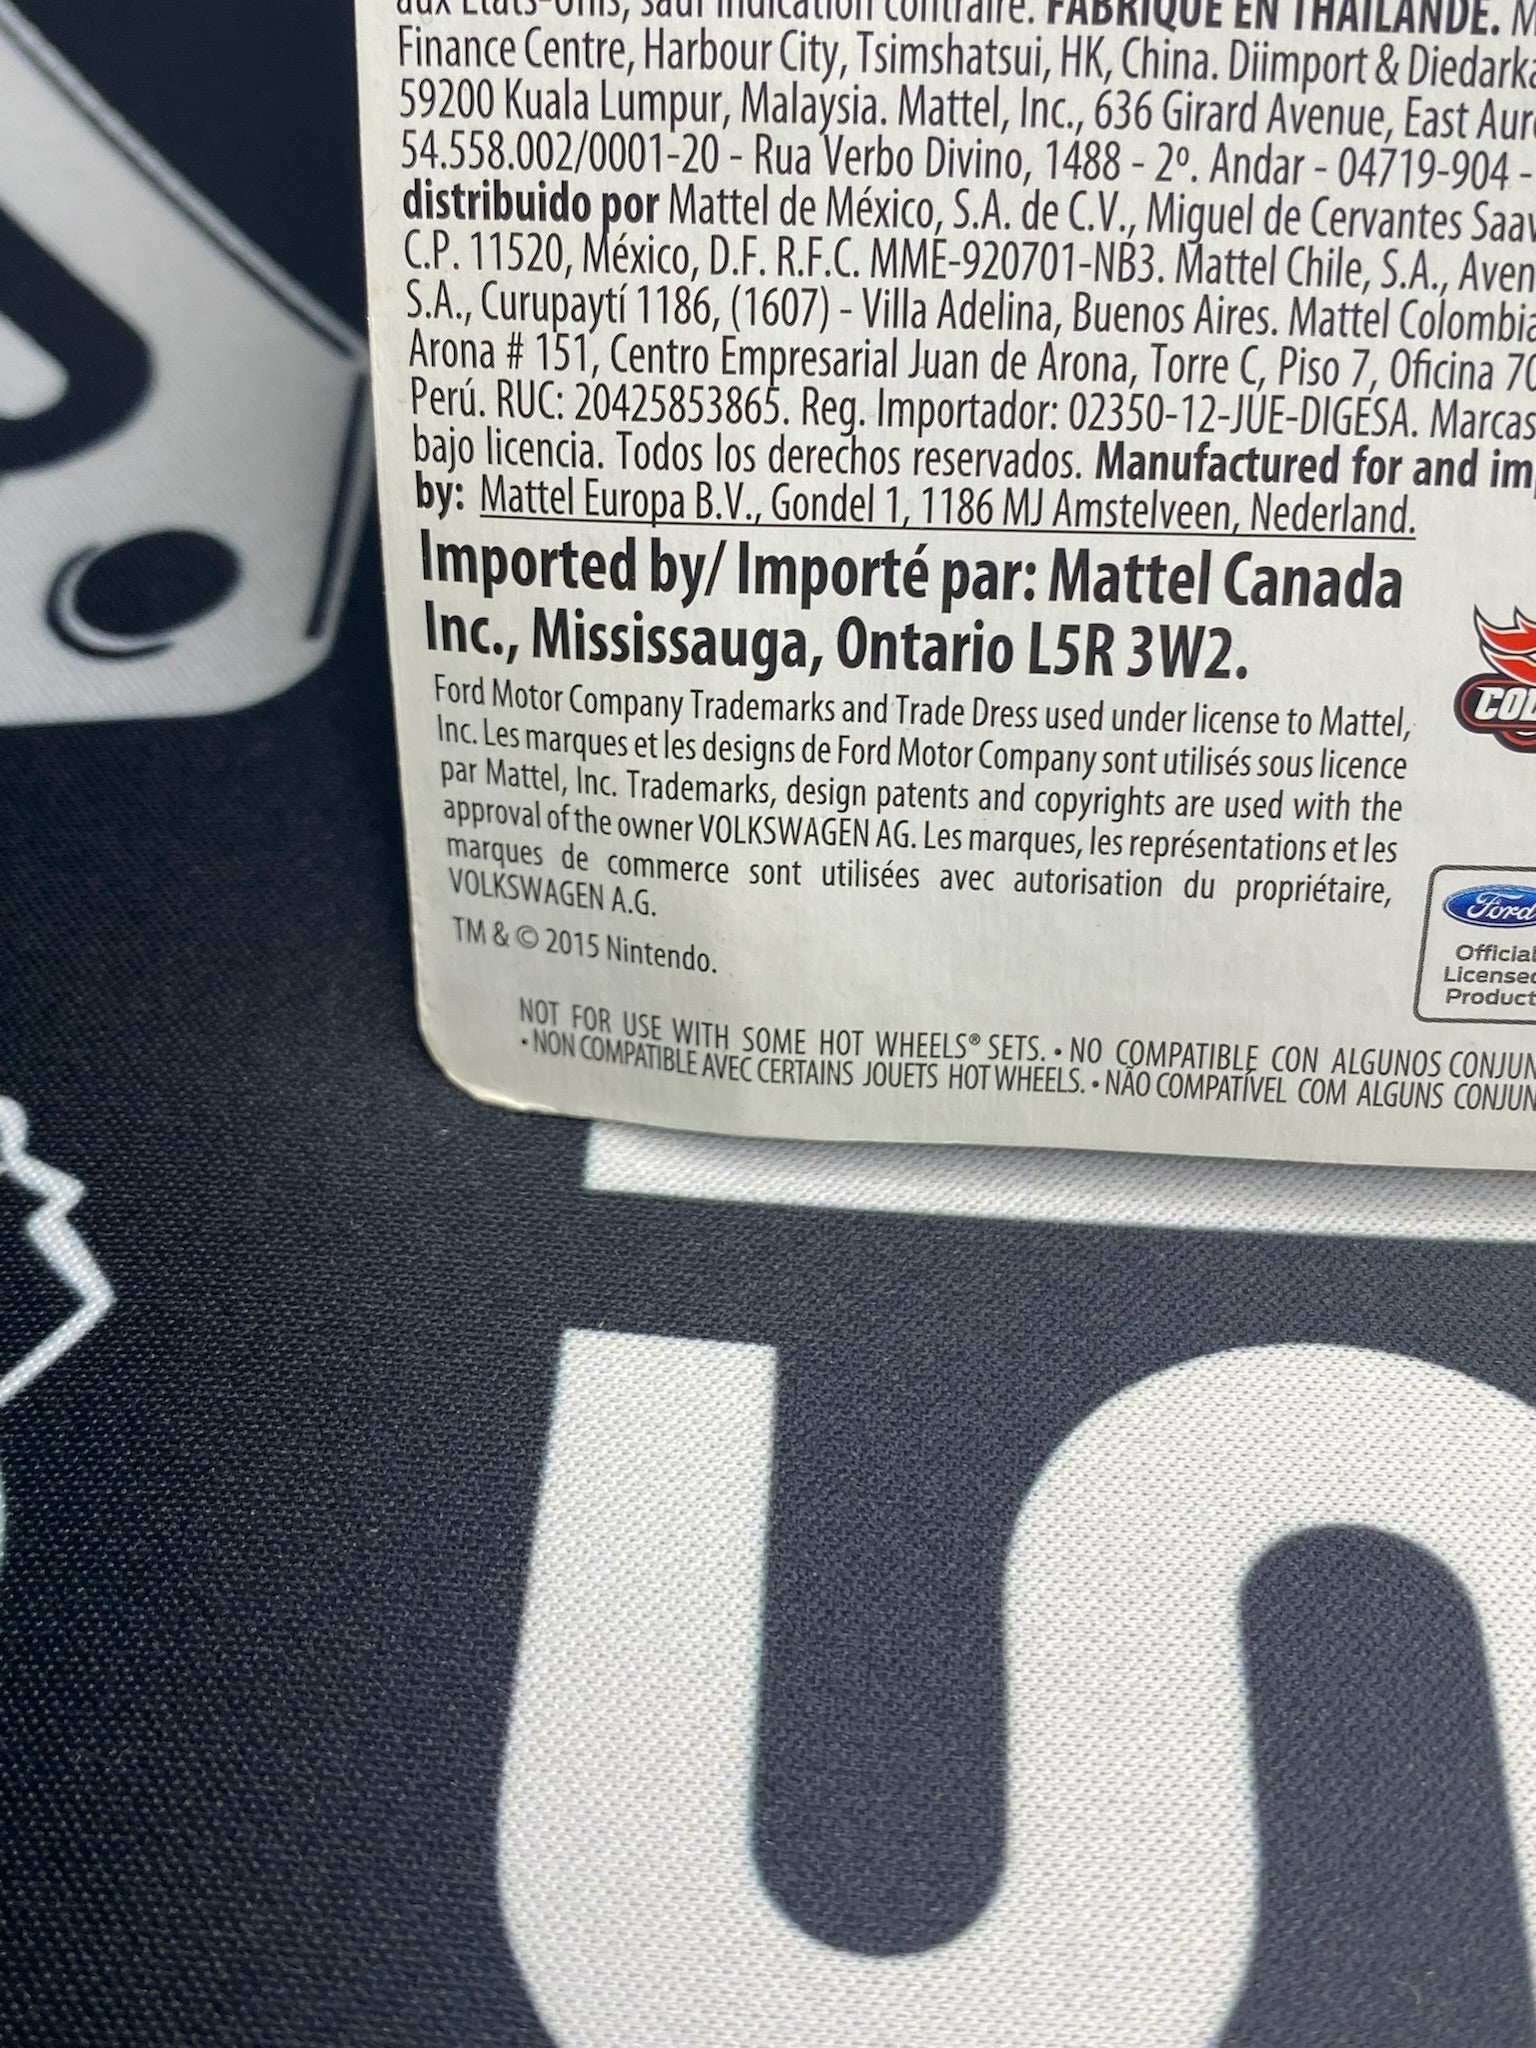 aux États-Unis, sauf indication contraire. FABRIQUÉ EN THAÏLANDE.
Finance Centre, Harbour City, Tsimshatsui, HK, China. Diimport & Diedarka
59200 Kuala Lumpur, Malaysia. Mattel, Inc., 636 Girard Avenue, East Aur
54.558.002/0001-20 - Rua Verbo Divino, 1488 - 2º. Andar - 04719-904 -
distribuido por Mattel de México, S.A. de C.V., Miguel de Cervantes Saav
C.P. 11520, México, D.F. R.F.C. MME-920701-NB3. Mattel Chile, S.A., Aven
S.A., Curupaytí 1186, (1607) - Villa Adelina, Buenos Aires. Mattel Colombia
Arona # 151, Centro Empresarial Juan de Arona, Torre C, Piso 7, Oficina 70
Perú. RUC: 20425853865. Reg. Importador: 02350-12-JUE-DIGESA. Marcas
bajo licencia. Todos los derechos reservados. Manufactured for and im
by: Mattel Europa B.V., Gondel 1, 1186 MJ Amstelveen, Nederland.
Imported by/ Importé par: Mattel Canada
Inc., Mississauga, Ontario L5R 3W2.
Ford Motor Company Trademarks and Trade Dress used under license to Mattel,
Inc. Les marques et les designs de Ford Motor Company sont utilisés sous licence
par Mattel, Inc. Trademarks, design patents and copyrights are used with the
approval of the owner VOLKSWAGEN AG. Les marques, les représentations et les
marques de commerce sont utilisées avec autorisation du propriétaire,
VOLKSWAGEN A.G.
TM & © 2015 Nintendo.
Ford
Official
Licensed
Product
NOT FOR USE WITH SOME HOT WHEELS® SETS. • NO COMPATIBLE CON ALGUNOS CONJUN
• NON COMPATIBLE AVEC CERTAINS JOUETS HOT WHEELS. • NÃO COMPATÍVEL COM ALGUNS CONJUN